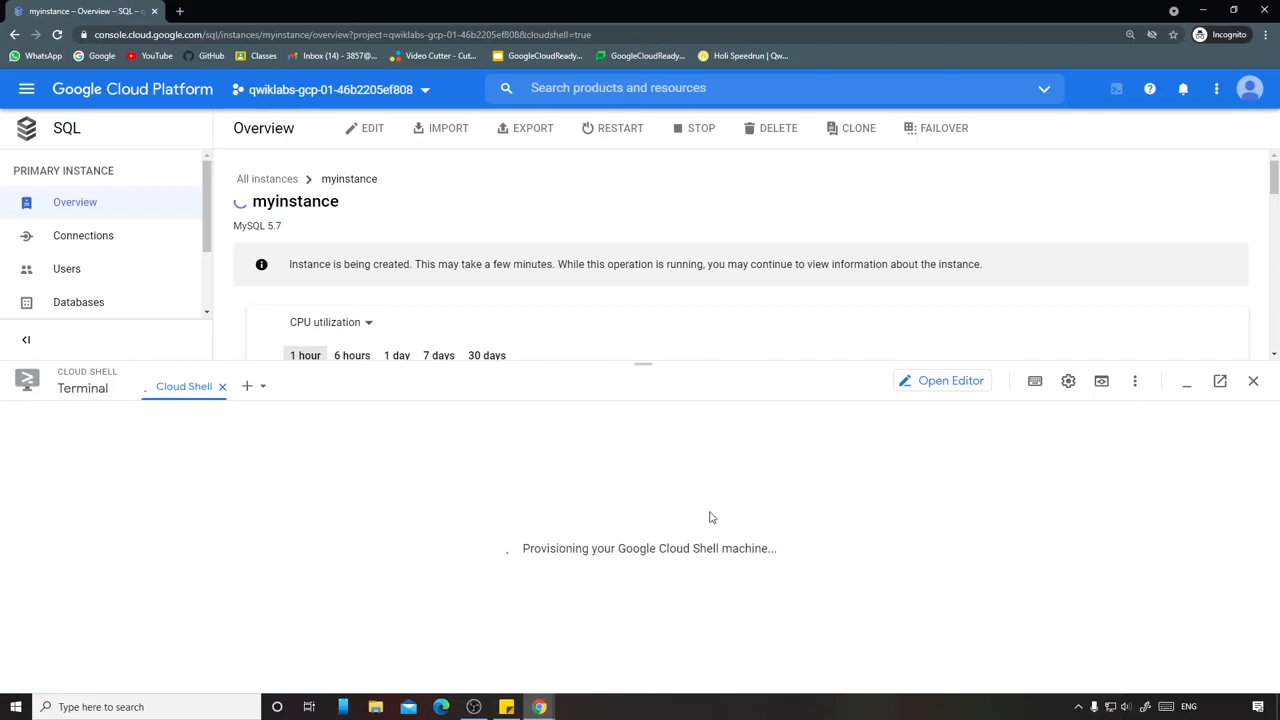 myinstance – Overview – SQL – q
console.cloud.google.com/sql/instances/myinstance/overview?project=qwiklabs-gcp-01-46b2205ef808&cloudshell=true
Incognito
WhatsApp
Google
YouTube
GitHub
Classes
Inbox (14) - 3857@...
Video Cutter - Cut...
GoogleCloudReady...
GoogleCloudReady...
Holi Speedrun | Qw...
Google Cloud Platform
qwiklabs-gcp-01-46b2205ef808
Search products and resources
SQL
Overview
EDIT
IMPORT
EXPORT
RESTART
STOP
DELETE
CLONE
FAILOVER
PRIMARY INSTANCE
Overview
Connections
Users
Databases
All instances
myinstance
myinstance
MySQL 5.7
Instance is being created. This may take a few minutes. While this operation is running, you may continue to view information about the instance.
CPU utilization
1 hour
6 hours
1 day
7 days
30 days
CLOUD SHELL
Terminal
Cloud Shell
Open Editor
Provisioning your Google Cloud Shell machine...
Type here to search
ENG